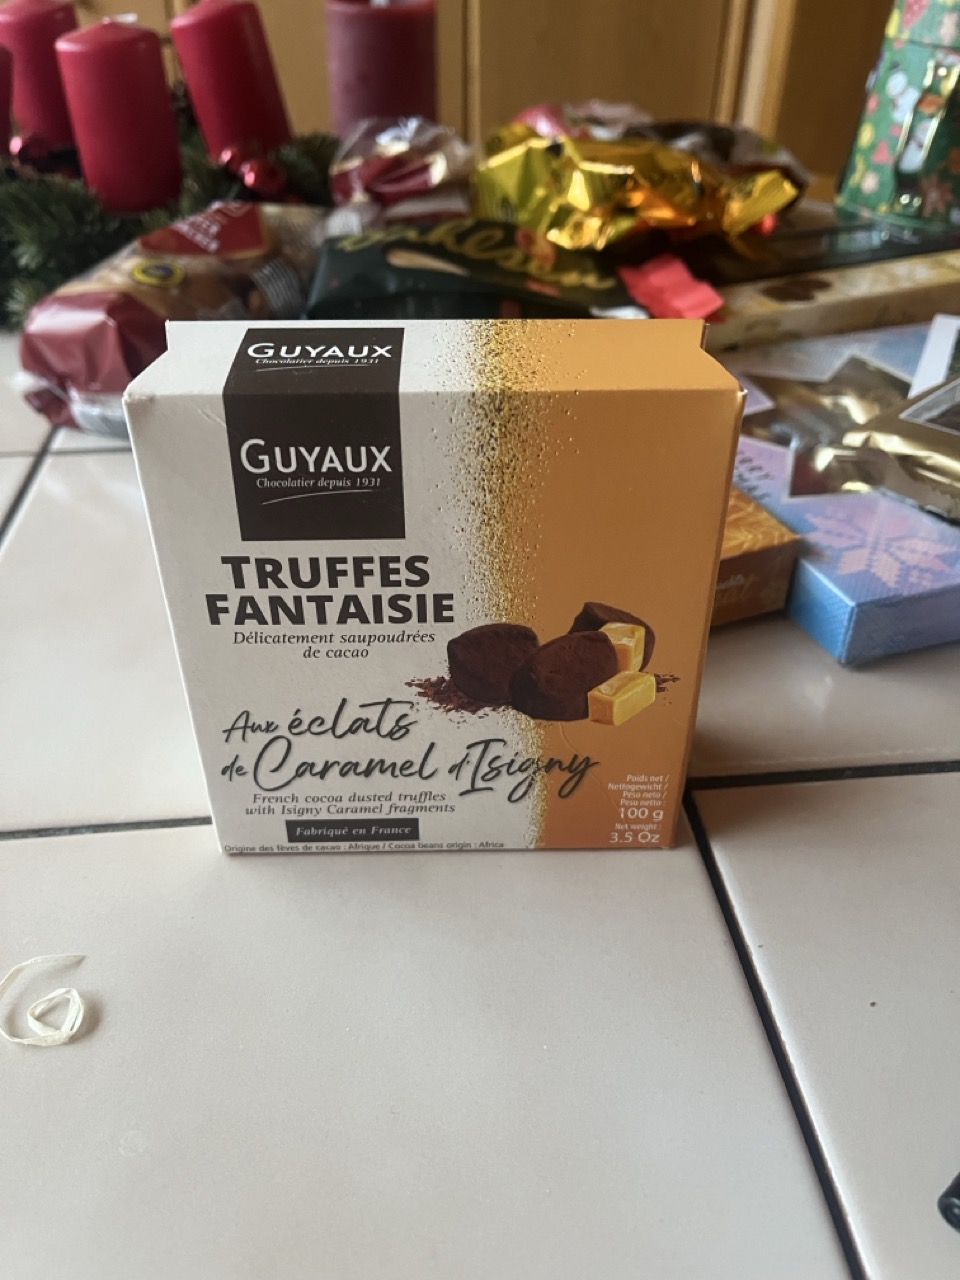 GUYAUX
Chocolatier depuis 1931
GUYAUX
Chocolatier depuis 1931
TRUFFES
FANTAISIE
Délicatement saupoudrées
de cacao
Aux éclats
de Caramel d'Isigny
French cocoa dusted truffles
with Isigny Caramel fragments
Fabriqué en France
Origine des fèves de cacao : Afrique / Cocoa beans origin : Africa
Poids net /
Nettogewicht /
Peso neto /
Peso netto :
100 g
Net weight :
3.5 Oz